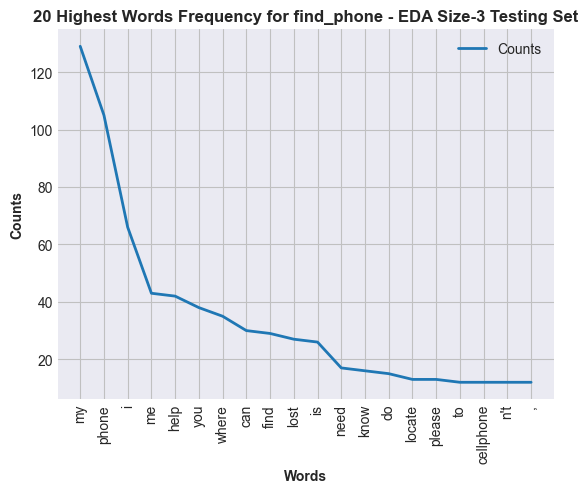 20 Highest Words Frequency for find_phone - EDA Size-3 Testing Set
Counts
120
100
80
60
40
20
Counts
my
phone
i
me
help
you
where
can
find
lost
is
need
know
do
locate
please
to
cellphone
n't
,
Words